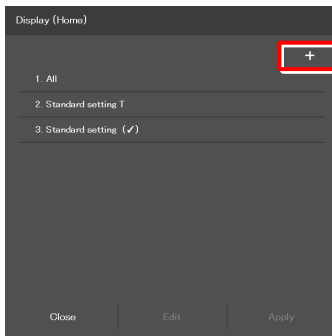 Display (Home)
+
1. All
2. Standard setting T
3. Standard setting (✓)
Close Edit Apply